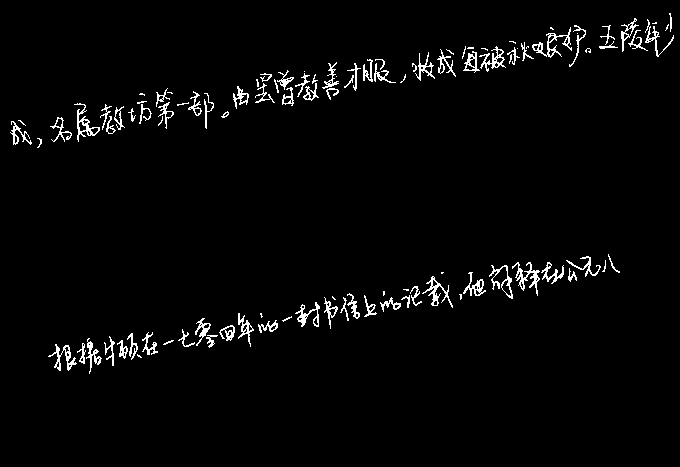 成，名属教坊第一部。曲罢曾教善才服，妆成每被秋娘妒。五陵年少
根据牛顿在一七零四年的一封书信上的记载，他解释在公元八